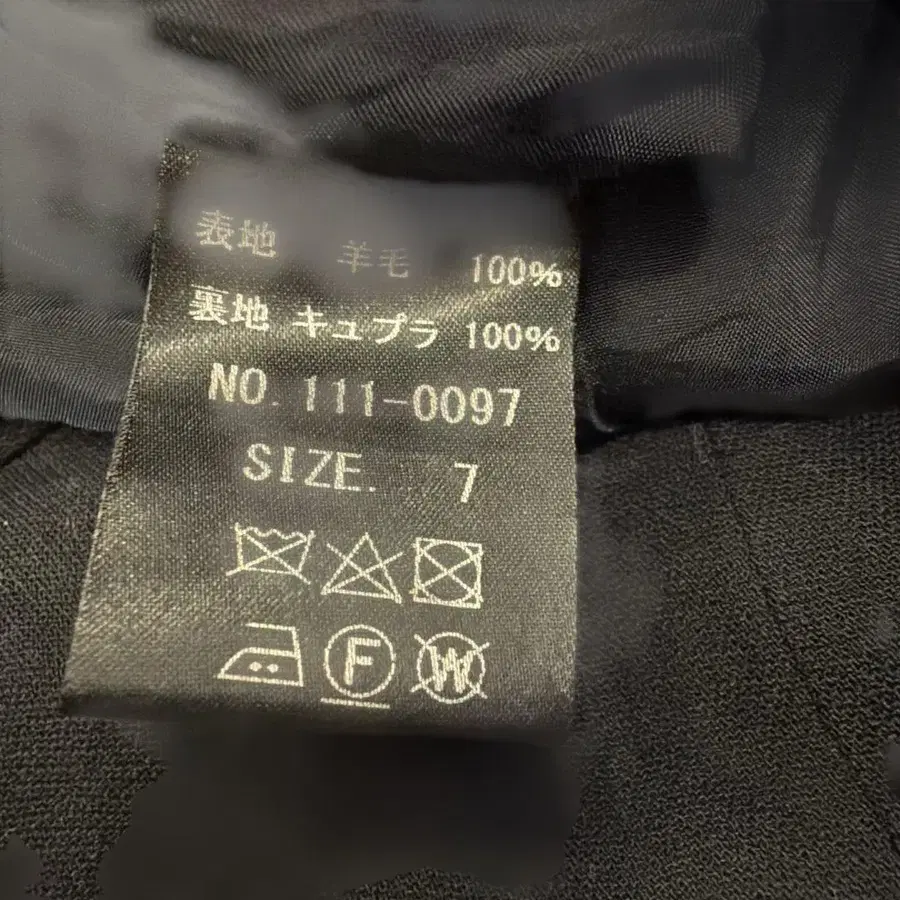 表地 羊毛 100%
裏地 キュプラ 100%
NO. 111-0097
SIZE. 7
F W